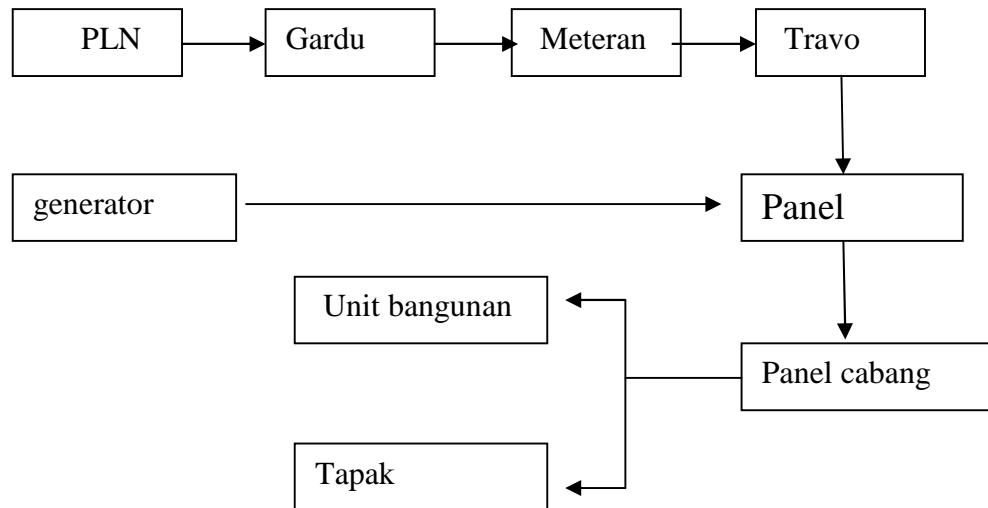 PLN
Gardu
Meteran
Travo
generator
Panel
Unit bangunan
Panel cabang
Tapak